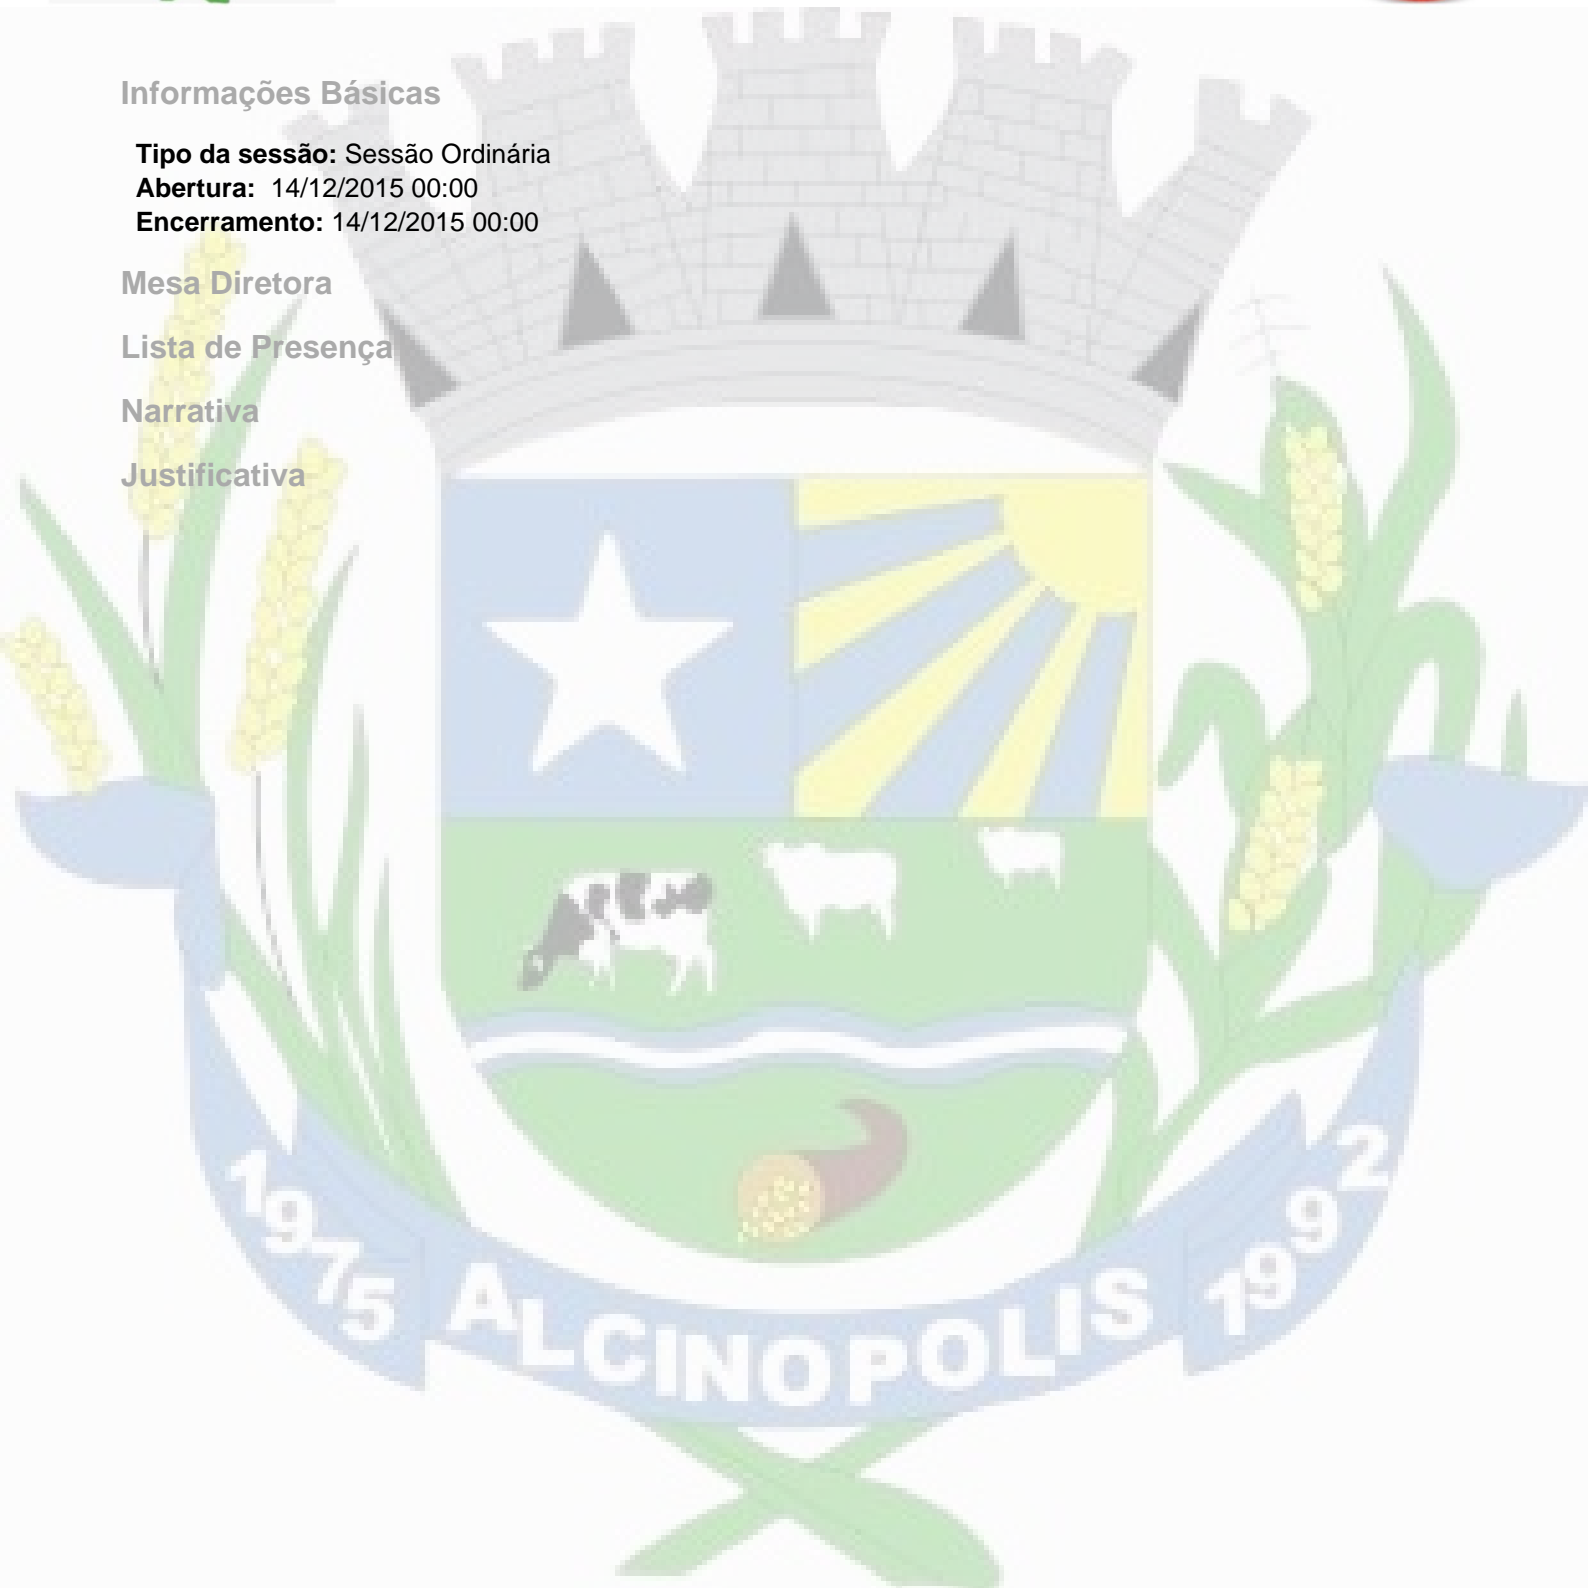 Informações Básicas
Tipo da sessão: Sessão Ordinária
Abertura: 14/12/2015 00:00
Encerramento: 14/12/2015 00:00
Mesa Diretora
Lista de Presença
Narrativa
Justificativa
1975 ALCINOPOLIS 1992